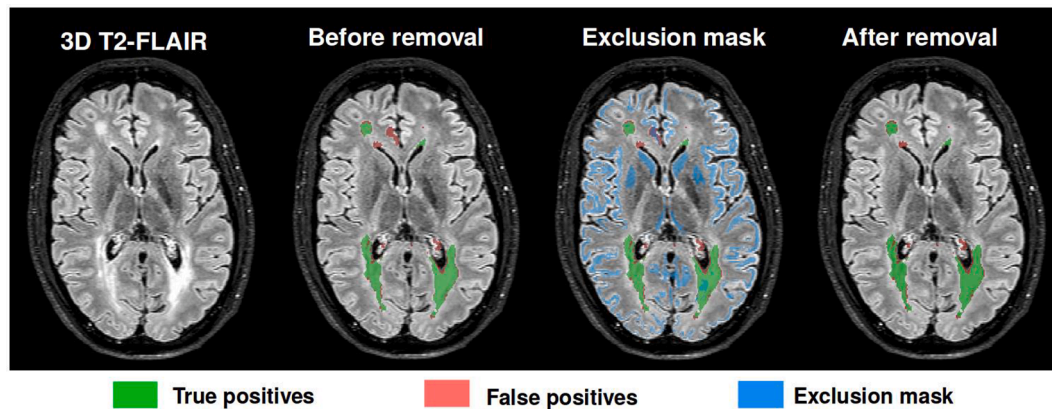 3D T2-FLAIR
Before removal
Exclusion mask
After removal
True positives
False positives
Exclusion mask